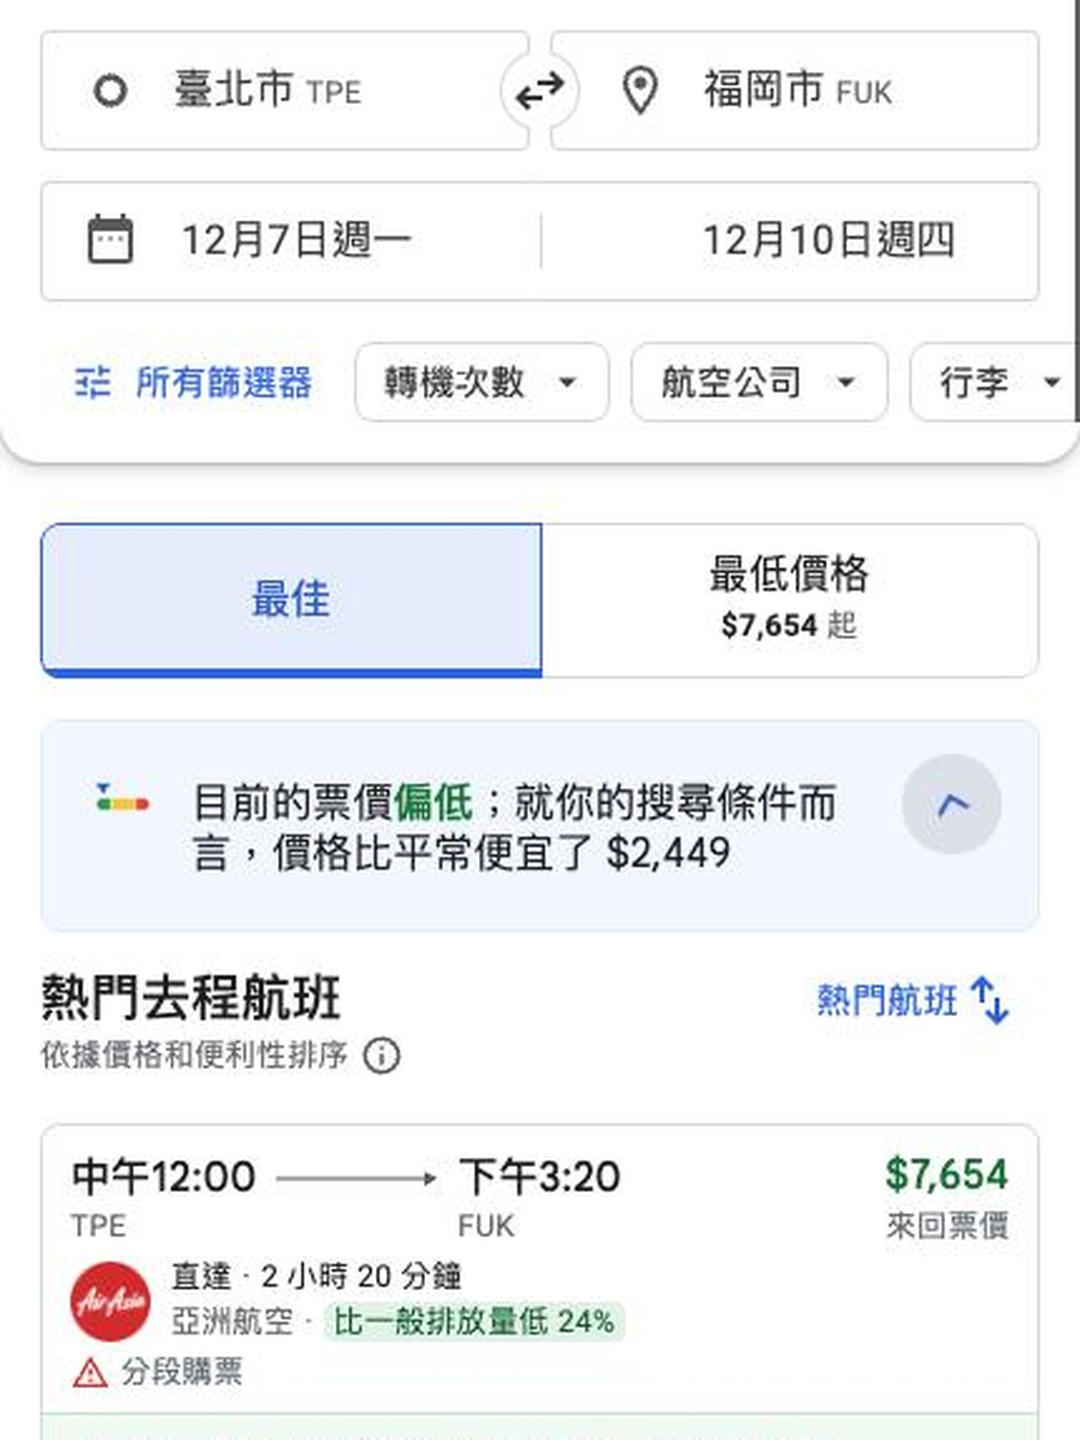 臺北市 TPE
福岡市 FUK
12月7日週一
12月10日週四
所有篩選器
轉機次數
航空公司
行李
最佳
最低價格
$7,654 起
目前的票價偏低；就你的搜尋條件而
言，價格比平常便宜了 $2,449
熱門去程航班
熱門航班
依據價格和便利性排序
中午12:00
下午3:20
$7,654
TPE
FUK
來回票價
AirAsia
直達 · 2 小時 20 分鐘
亞洲航空 · 比一般排放量低 24%
分段購票